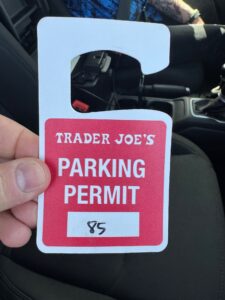 TRADER JOE'S
PARKING
PERMIT
85